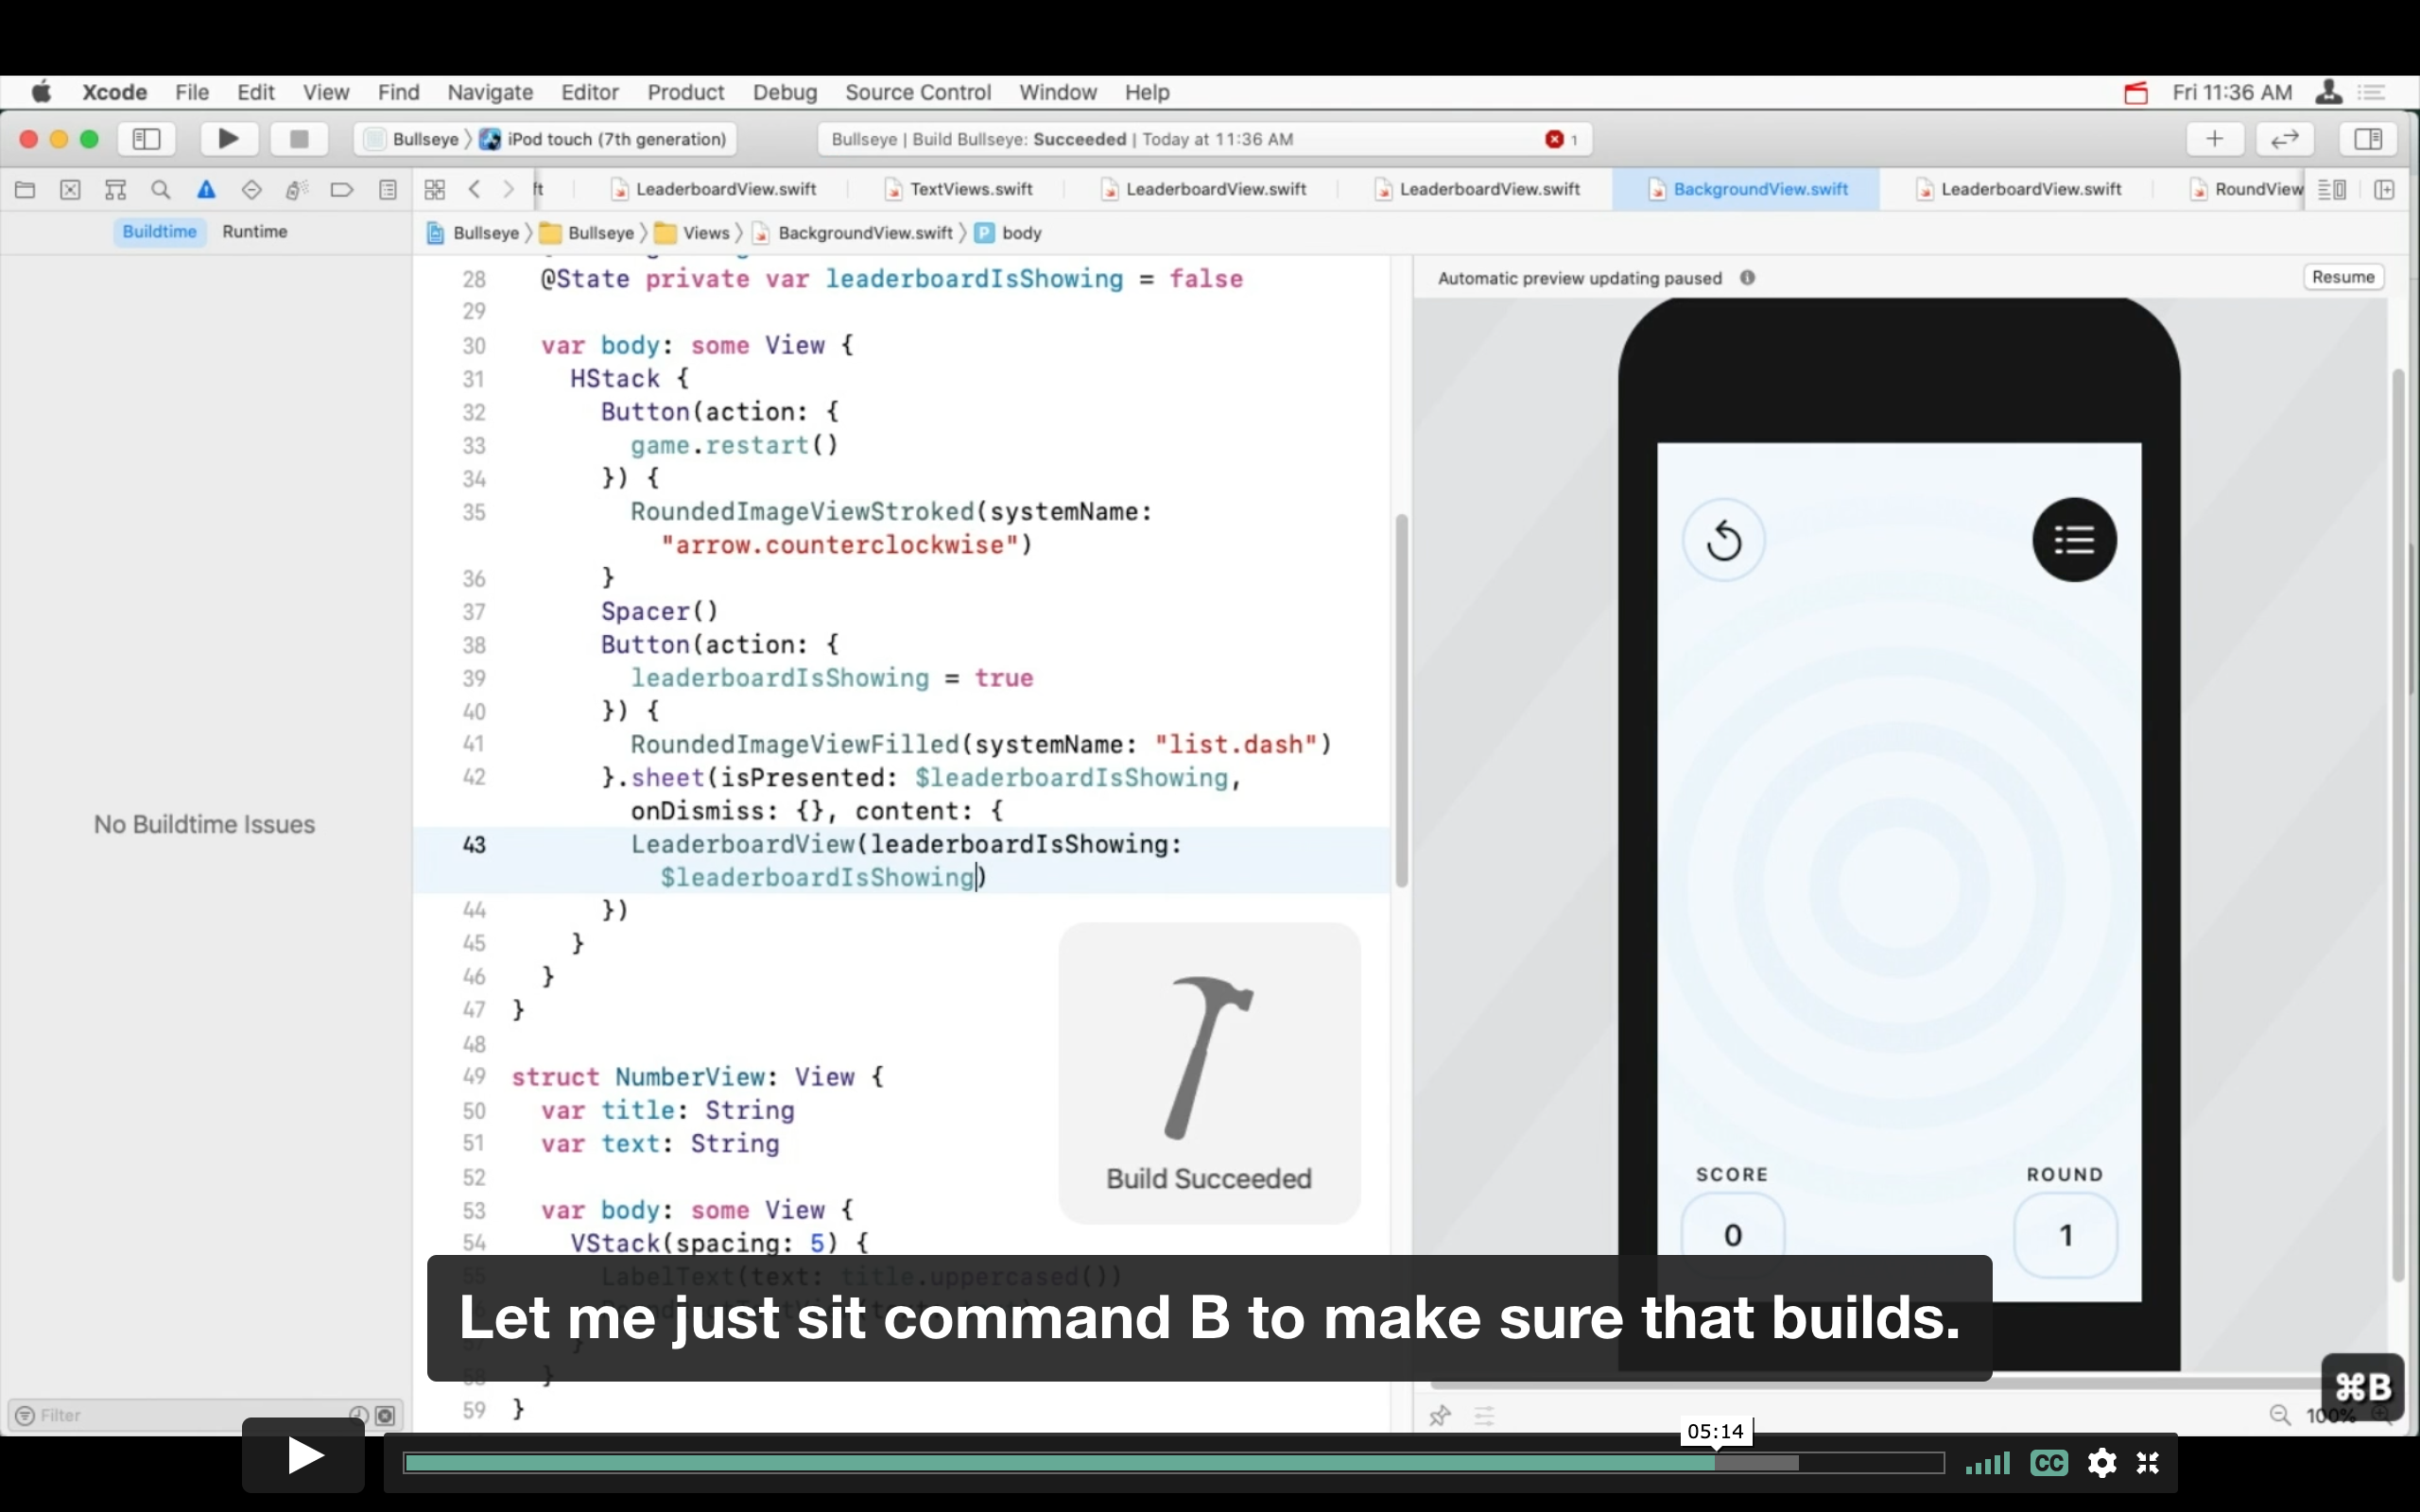 Xcode File Edit View Find Navigate Editor Product Debug Source Control Window Help Fri 11:36 AM
Bullseye iPod touch (7th generation) Bullseye | Build Bullseye: Succeeded | Today at 11:36 AM 1
ft LeaderboardView.swift TextViews.swift LeaderboardView.swift LeaderboardView.swift BackgroundView.swift LeaderboardView.swift RoundView
Buildtime Runtime
Bullseye Bullseye Views BackgroundView.swift P body
Automatic preview updating paused Resume
28 @State private var leaderboardIsShowing = false
29
30 var body: some View {
31 HStack {
32 Button(action: {
33 game.restart()
34 }) {
35 RoundedImageViewStroked(systemName:
"arrow.counterclockwise")
36 }
37 Spacer()
38 Button(action: {
39 leaderboardIsShowing = true
40 }) {
41 RoundedImageViewFilled(systemName: "list.dash")
42 }.sheet(isPresented: $leaderboardIsShowing,
onDismiss: {}, content: {
43 LeaderboardView(leaderboardIsShowing:
$leaderboardIsShowing)
44 })
45 }
46 }
47 }
48
49 struct NumberView: View {
50 var title: String
51 var text: String
52
53 var body: some View {
54 VStack(spacing: 5) {
55 LabelText(text: title.uppercased())
58 }
59 }
No Buildtime Issues
Build Succeeded
SCORE ROUND
0 1
Let me just sit command B to make sure that builds.
⌘B
Filter
100%
05:14
CC